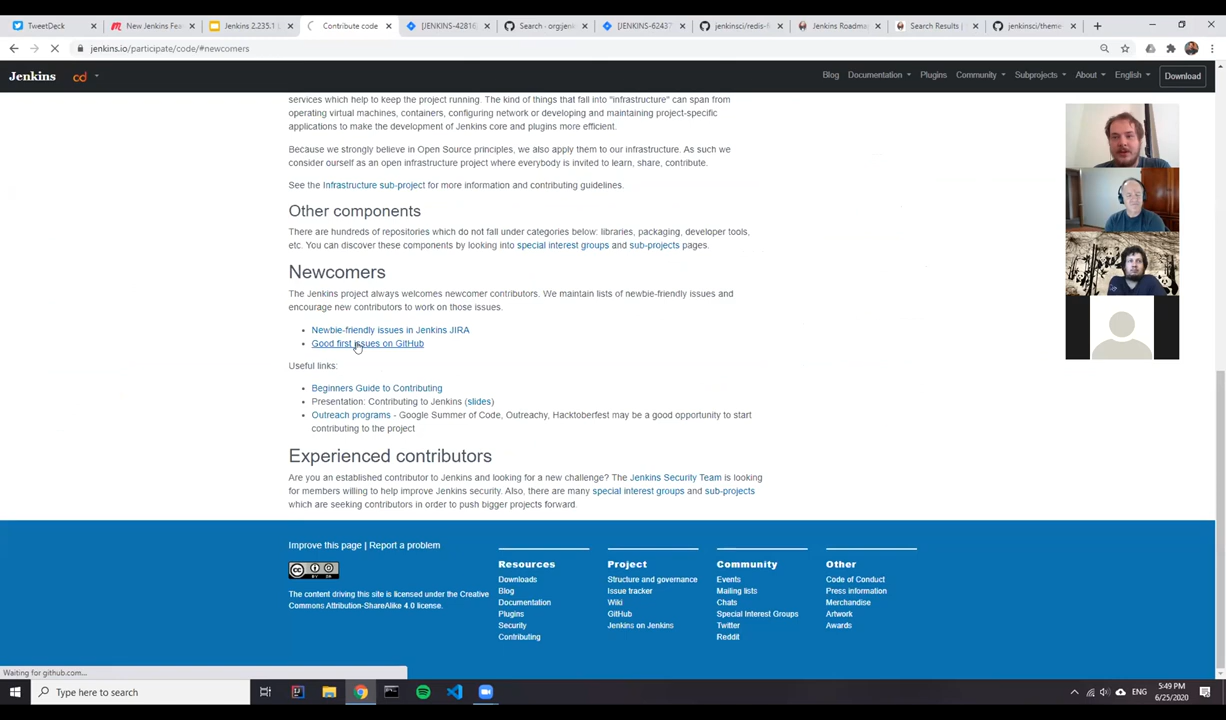 TweetDeck
New Jenkins Fea
Jenkins 2.235.1 L
Contribute code
[JENKINS-42816]
Search · org:jen
[JENKINS-62437]
jenkinsci/redis-f
Jenkins Roadmap
Search Results |
jenkinsci/theme
jenkins.io/participate/code/#newcomers
Jenkins
cd
Blog
Documentation
Plugins
Community
Subprojects
About
English
Download
services which help to keep the project running. The kind of things that fall into "infrastructure" can span from
operating virtual machines, containers, configuring network or developing and maintaining project-specific
applications to make the development of Jenkins core and plugins more efficient.
Because we strongly believe in Open Source principles, we also apply them to our infrastructure. As such we
consider ourself as an open infrastructure project where everybody is invited to learn, share, contribute.
See the Infrastructure sub-project for more information and contributing guidelines.
Other components
There are hundreds of repositories which do not fall under categories below: libraries, packaging, developer tools,
etc. You can discover these components by looking into special interest groups and sub-projects pages.
Newcomers
The Jenkins project always welcomes newcomer contributors. We maintain lists of newbie-friendly issues and
encourage new contributors to work on those issues.
• Newbie-friendly issues in Jenkins JIRA
• Good first issues on GitHub
Useful links:
• Beginners Guide to Contributing
• Presentation: Contributing to Jenkins (slides)
• Outreach programs - Google Summer of Code, Outreachy, Hacktoberfest may be a good opportunity to start
contributing to the project
Experienced contributors
Are you an established contributor to Jenkins and looking for a new challenge? The Jenkins Security Team is looking
for members willing to help improve Jenkins security. Also, there are many special interest groups and sub-projects
which are seeking contributors in order to push bigger projects forward.
Improve this page | Report a problem
CC BY SA
The content driving this site is licensed under the Creative
Commons Attribution-ShareAlike 4.0 license.
Resources
Downloads
Blog
Documentation
Plugins
Security
Contributing
Project
Structure and governance
Issue tracker
Wiki
GitHub
Jenkins on Jenkins
Community
Events
Mailing lists
Chats
Special Interest Groups
Twitter
Reddit
Other
Code of Conduct
Press information
Merchandise
Artwork
Awards
Waiting for github.com...
Type here to search
ENG
5:49 PM
6/25/2020